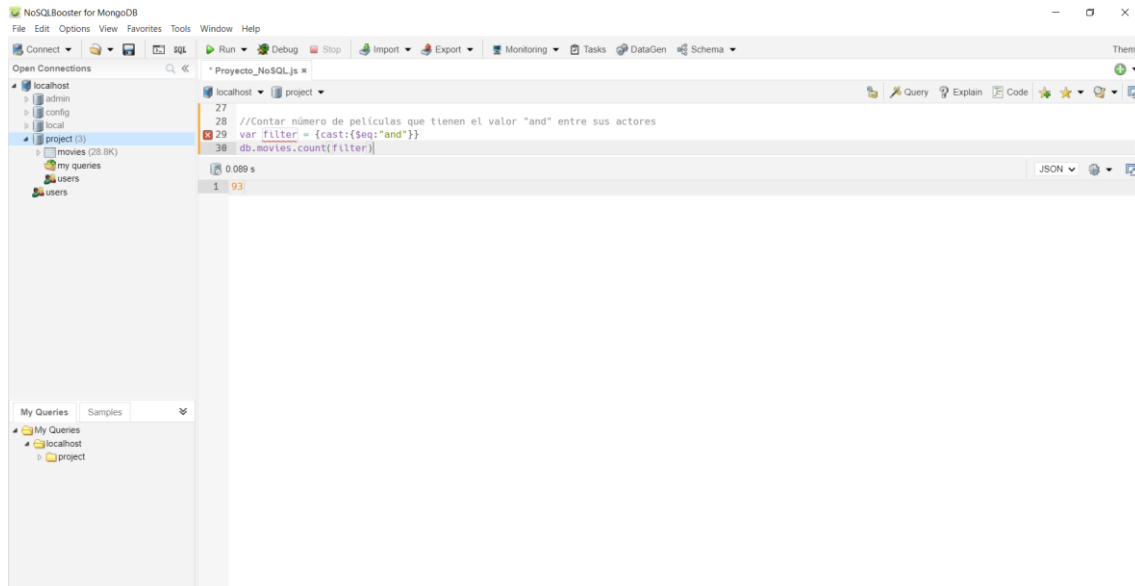 NoSQLBooster for MongoDB
File Edit Options View Favorites Tools Window Help
Connect SQL Run Debug Stop Import Export Monitoring Tasks DataGen Schema Them
Open Connections
* Proyecto_NoSQL.js
localhost
admin
config
local
project (3)
movies (28.8K)
my queries
users
users
localhost project Query Explain Code
27
28 //Contar número de películas que tienen el valor "and" entre sus actores
29 var filter = {cast:{$eq:"and"}}
30 db.movies.count(filter)
0.089 s JSON
1 93
My Queries Samples
My Queries
localhost
project